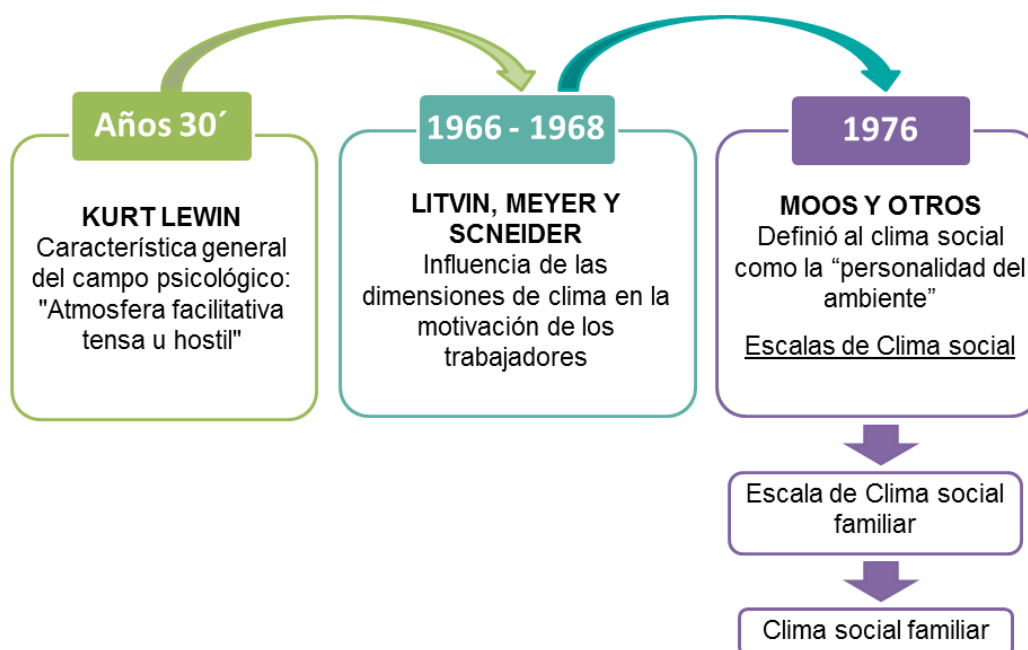 Años 30´
KURT LEWIN
Característica general
del campo psicológico:
"Atmosfera facilitativa
tensa u hostil"
1966 - 1968
LITVIN, MEYER Y
SCNEIDER
Influencia de las
dimensiones de clima en la
motivación de los
trabajadores
1976
MOOS Y OTROS
Definió al clima social
como la “personalidad del
ambiente”
Escalas de Clima social
Escala de Clima social
familiar
Clima social familiar